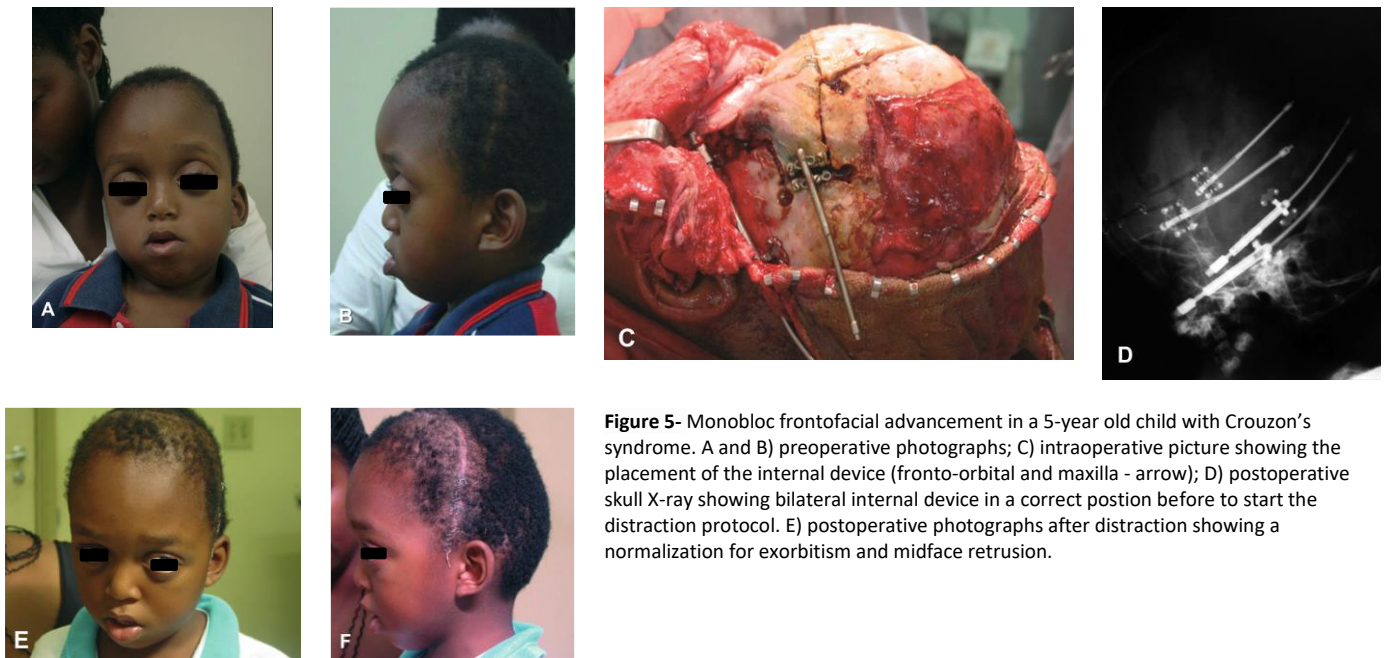 A
B
C
D
E
F
Figure 5- Monobloc frontofacial advancement in a 5-year old child with Crouzon's
syndrome. A and B) preoperative photographs; C) intraoperative picture showing the
placement of the internal device (fronto-orbital and maxilla - arrow); D) postoperative
skull X-ray showing bilateral internal device in a correct postion before to start the
distraction protocol. E) postoperative photographs after distraction showing a
normalization for exorbitism and midface retrusion.